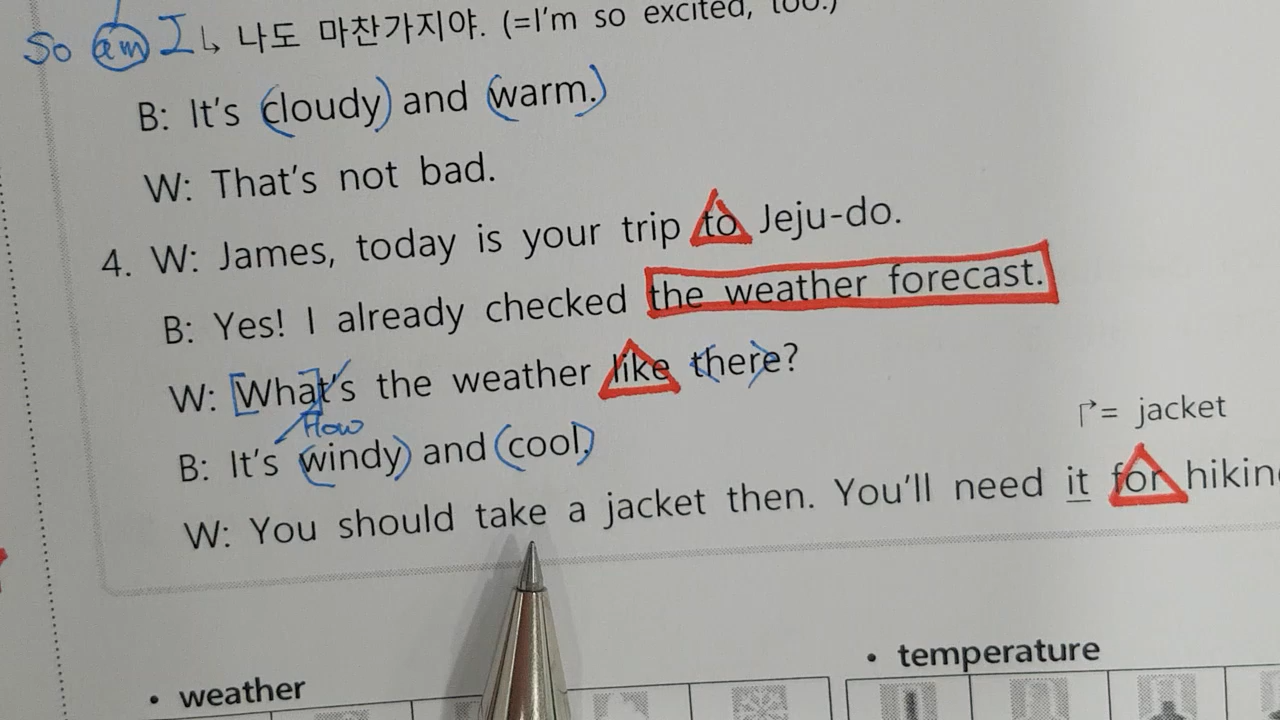 So am I ↳ 나도 마찬가지야. (=I'm so excited, too.)
B: It's cloudy and warm.
W: That's not bad.
4. W: James, today is your trip to Jeju-do.
B: Yes! I already checked the weather forecast.
W: What's the weather like there?
How
= jacket
B: It's windy and cool.
W: You should take a jacket then. You'll need it for hiking
• weather
• temperature